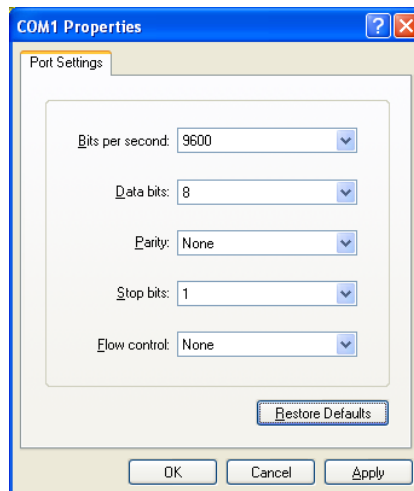 COM1 Properties
Port Settings
Bits per second: 9600
Data bits: 8
Parity: None
Stop bits: 1
Flow control: None
Restore Defaults
OK Cancel Apply